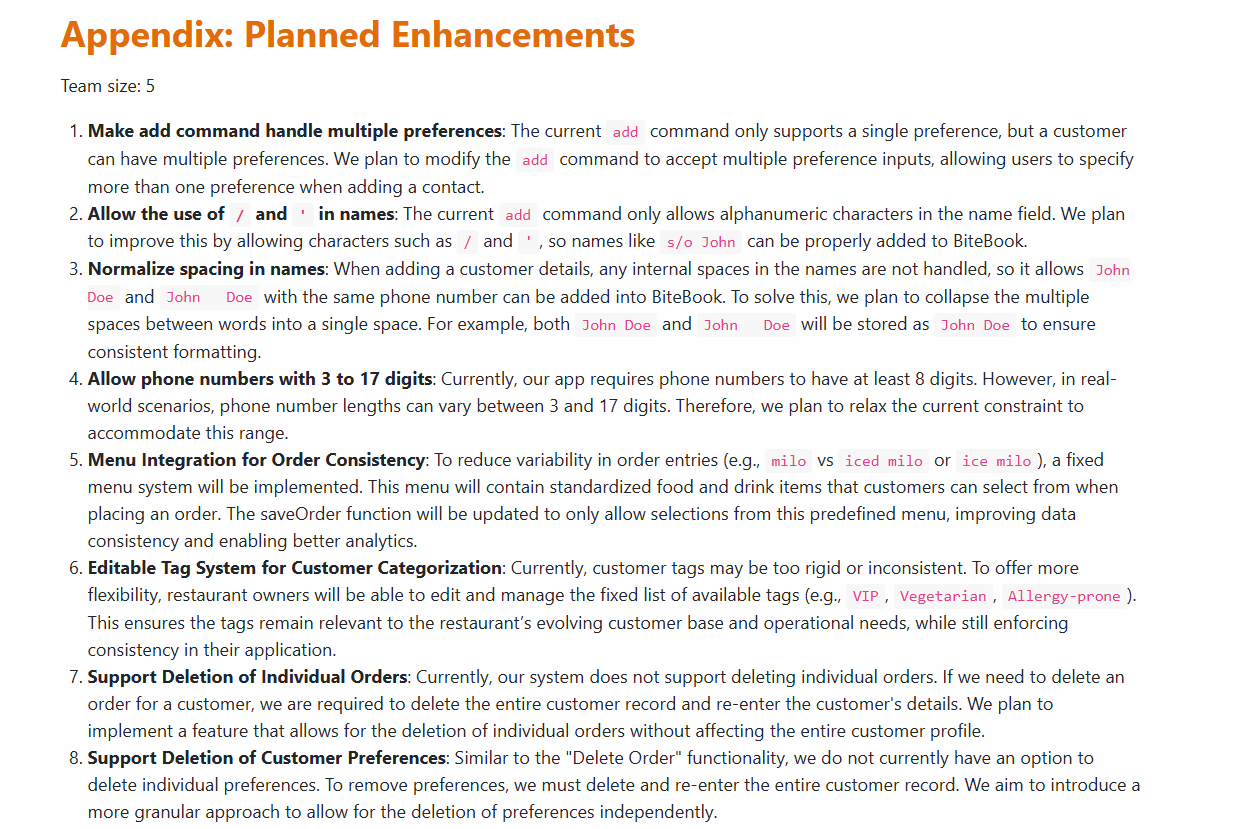 Appendix: Planned Enhancements
Team size: 5
1. Make add command handle multiple preferences: The current add command only supports a single preference, but a customer
can have multiple preferences. We plan to modify the add command to accept multiple preference inputs, allowing users to specify
more than one preference when adding a contact.
2. Allow the use of / and ' in names: The current add command only allows alphanumeric characters in the name field. We plan
to improve this by allowing characters such as / and ' , so names like s/o John can be properly added to BiteBook.
3. Normalize spacing in names: When adding a customer details, any internal spaces in the names are not handled, so it allows John
Doe and John   Doe with the same phone number can be added into BiteBook. To solve this, we plan to collapse the multiple
spaces between words into a single space. For example, both John Doe and John   Doe will be stored as John Doe to ensure
consistent formatting.
4. Allow phone numbers with 3 to 17 digits: Currently, our app requires phone numbers to have at least 8 digits. However, in real-
world scenarios, phone number lengths can vary between 3 and 17 digits. Therefore, we plan to relax the current constraint to
accommodate this range.
5. Menu Integration for Order Consistency: To reduce variability in order entries (e.g., milo vs iced milo or ice milo ), a fixed
menu system will be implemented. This menu will contain standardized food and drink items that customers can select from when
placing an order. The saveOrder function will be updated to only allow selections from this predefined menu, improving data
consistency and enabling better analytics.
6. Editable Tag System for Customer Categorization: Currently, customer tags may be too rigid or inconsistent. To offer more
flexibility, restaurant owners will be able to edit and manage the fixed list of available tags (e.g., VIP , Vegetarian , Allergy-prone ).
This ensures the tags remain relevant to the restaurant’s evolving customer base and operational needs, while still enforcing
consistency in their application.
7. Support Deletion of Individual Orders: Currently, our system does not support deleting individual orders. If we need to delete an
order for a customer, we are required to delete the entire customer record and re-enter the customer's details. We plan to
implement a feature that allows for the deletion of individual orders without affecting the entire customer profile.
8. Support Deletion of Customer Preferences: Similar to the "Delete Order" functionality, we do not currently have an option to
delete individual preferences. To remove preferences, we must delete and re-enter the entire customer record. We aim to introduce a
more granular approach to allow for the deletion of preferences independently.